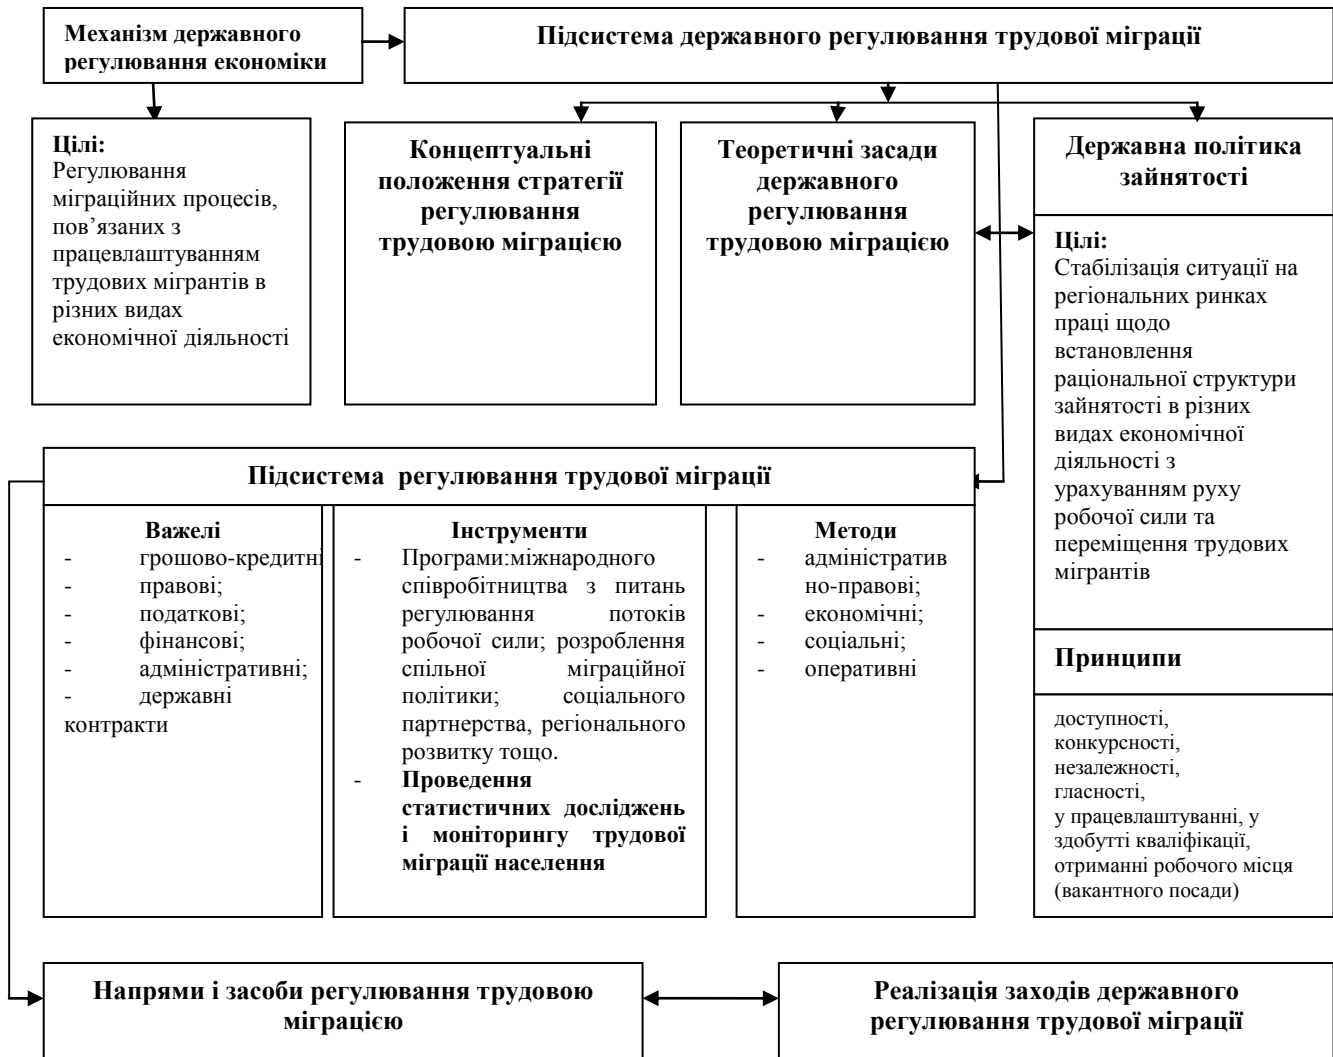 Механізм державного
регулювання економіки
Підсистема державного регулювання трудової міграції
Цілі:
Регулювання
міграційних процесів,
пов’язаних з
працевлаштуванням
трудових мігрантів в
різних видах
економічної діяльності
Концептуальні
положення стратегії
регулювання
трудовою міграцією
Теоретичні засади
державного
регулювання
трудовою міграцією
Державна політика
зайнятості
Цілі:
Стабілізація ситуації на
регіональних ринках
праці щодо
встановлення
раціональної структури
зайнятості в різних
видах економічної
діяльності з
урахуванням руху
робочої сили та
переміщення трудових
мігрантів
Принципи
доступності,
конкурсності,
незалежності,
гласності,
у працевлаштуванні, у
здобутті кваліфікації,
отриманні робочого місця
(вакантного посади)
Підсистема регулювання трудової міграції
Важелі
- грошово-кредитні
- правові;
- податкові;
- фінансові;
- адміністративні;
- державні
контракти
Інструменти
- Програми:міжнародного
співробітництва з питань
регулювання потоків
робочої сили; розроблення
спільної міграційної
політики; соціального
партнерства, регіонального
розвитку тощо.
- Проведення
статистичних досліджень
і моніторингу трудової
міграції населення
Методи
- адміністратив
но-правові;
- економічні;
- соціальні;
- оперативні
Напрями і засоби регулювання трудовою
міграцією
Реалізація заходів державного
регулювання трудової міграції